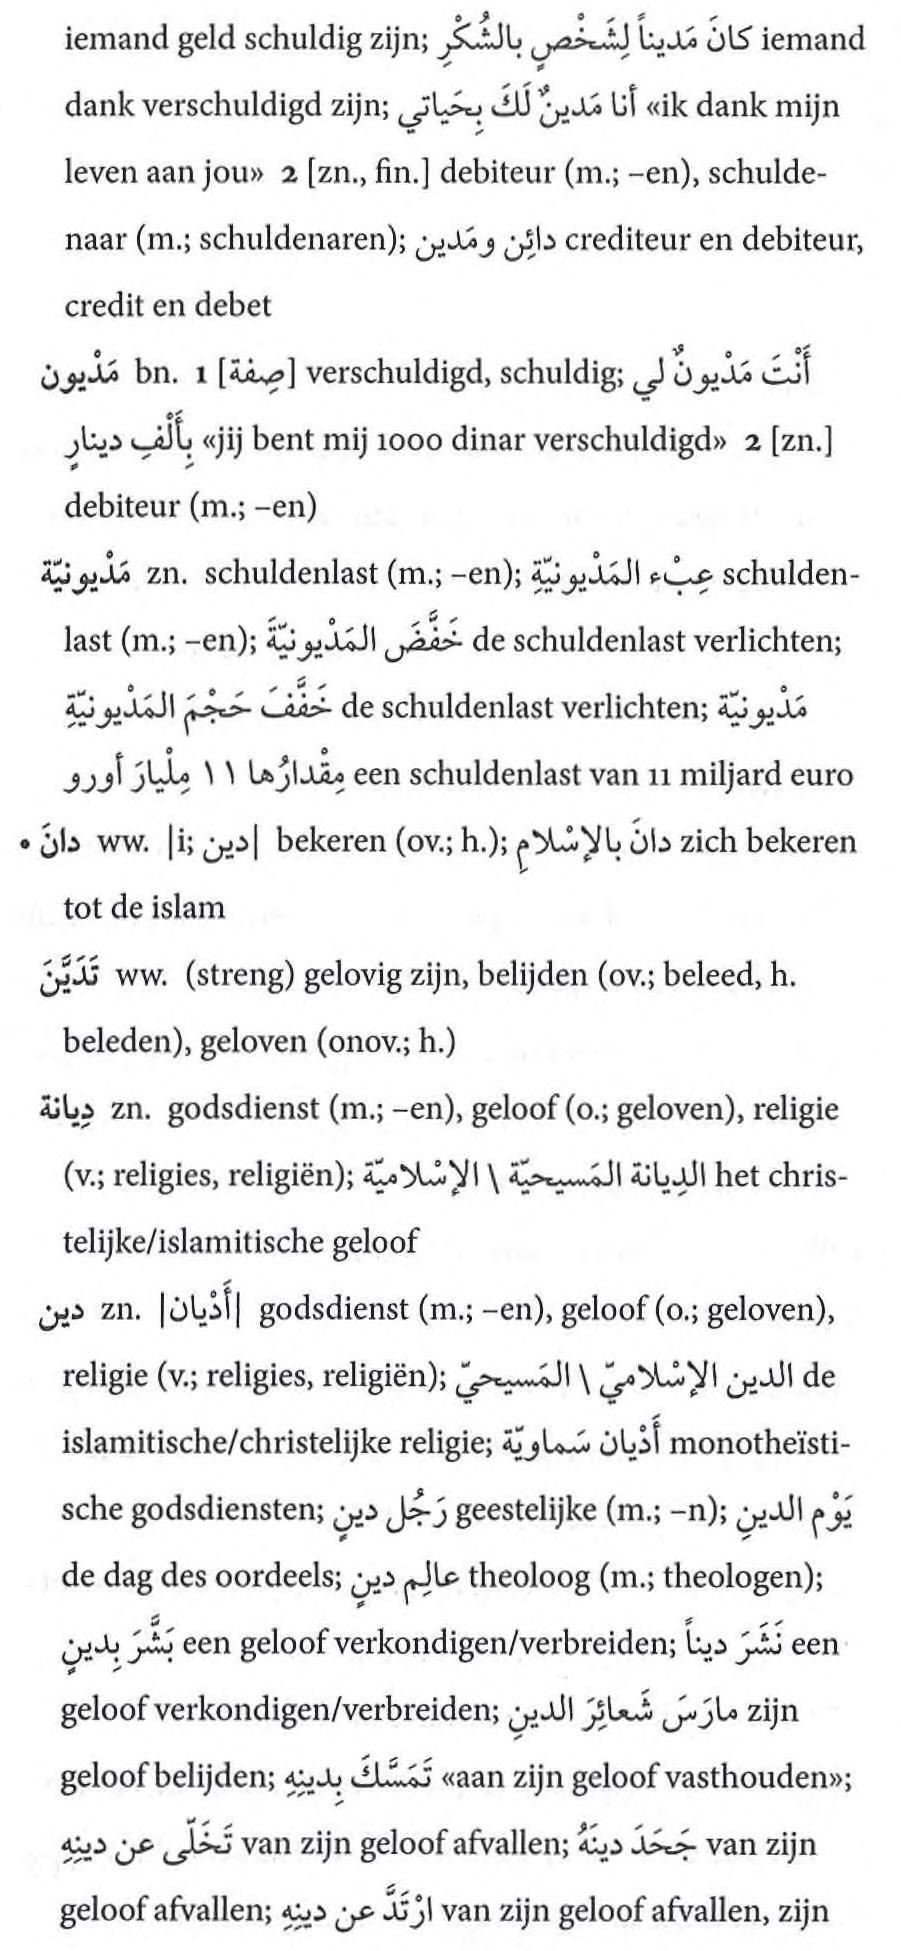 iemand geld schuldig zijn; كانَ مَديناً لِشَخْصٍ بالشُكْرِ iemand
dank verschuldigd zijn; أنا مَدينٌ لَكَ بِحَياتي «ik dank mijn
leven aan jou» 2 [zn., fin.] debiteur (m.; –en), schulde-
naar (m.; schuldenaren); دائِن ومَدين crediteur en debiteur,
credit en debet
مَدْيون bn. 1 [صِفة] verschuldigd, schuldig; أَنْتَ مَدْيونٌ لي
بِأَلْفِ دينارٍ «jij bent mij 1000 dinar verschuldigd» 2 [zn.]
debiteur (m.; –en)
مَدْيونيّة zn. schuldenlast (m.; –en); عِبْء المَدْيونيّةِ schulden-
last (m.; –en); خَفَّضَ المَدْيونيّةَ de schuldenlast verlichten;
خَفَّفَ حَجْمَ المَدْيونيّةِ de schuldenlast verlichten; مَدْيونيّة
مِقْدارُها ١١ مِلْيارَ أورو een schuldenlast van 11 miljard euro
• دانَ ww. |i; دين| bekeren (ov.; h.); دانَ بالإسْلامِ zich bekeren
tot de islam
تَدَيَّنَ ww. (streng) gelovig zijn, belijden (ov.; beleed, h.
beleden), geloven (onov.; h.)
دِيانة zn. godsdienst (m.; –en), geloof (o.; geloven), religie
(v.; religies, religiën); الدِيانة المَسيحيّة \ الإسْلاميّة het chris-
telijke/islamitische geloof
دين zn. |أَدْيان| godsdienst (m.; –en), geloof (o.; geloven),
religie (v.; religies, religiën); الدين الإسْلاميّ \ المَسيحيّ de
islamitische/christelijke religie; أَدْيان سَماويّة monotheïsti-
sche godsdiensten; رَجُل دينٍ geestelijke (m.; –n); يَوْم الدينِ
de dag des oordeels; عالِم دينٍ theoloog (m.; theologen);
بَشَّرَ بِدينٍ een geloof verkondigen/verbreiden; نَشَرَ ديناً een
geloof verkondigen/verbreiden; مارَسَ شَعائِرَ الدينِ zijn
geloof belijden; تَمَسَّكَ بِدينِهِ «aan zijn geloof vasthouden»;
تَخَلّى عن دينِهِ van zijn geloof afvallen; جَحَدَ دينَهُ van zijn
geloof afvallen; ارْتَدَّ عن دينِهِ van zijn geloof afvallen, zijn